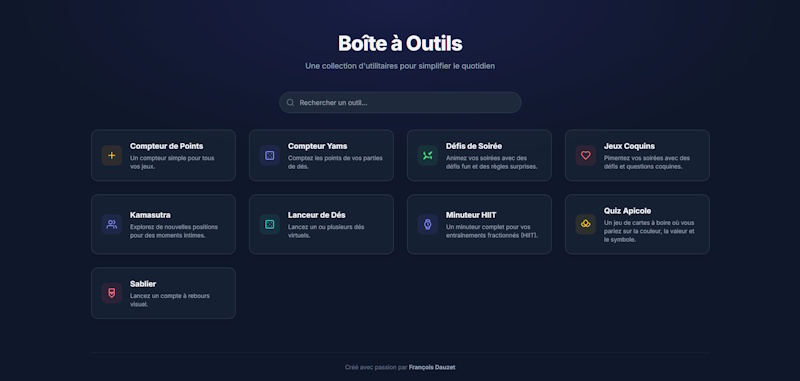 Boîte à Outils
Une collection d'utilitaires pour simplifier le quotidien
Rechercher un outil...
Compteur de Points
Un compteur simple pour tous
vos jeux.
Compteur Yams
Comptez les points de vos parties
de dés.
Défis de Soirée
Animez vos soirées avec des
défis fun et des règles surprises.
Jeux Coquins
Pimentez vos soirées avec des
défis et questions coquines.
Kamasutra
Explorez de nouvelles positions
pour des moments intimes.
Lanceur de Dés
Lancez un ou plusieurs dés
virtuels.
Minuteur HIIT
Un minuteur complet pour vos
entraînements fractionnés (HIIT).
Quiz Apicole
Un jeu de cartes à boire où vous
pariez sur la couleur, la valeur et
le symbole.
Sablier
Lancez un compte à rebours
visuel.
Créé avec passion par François Dauzet